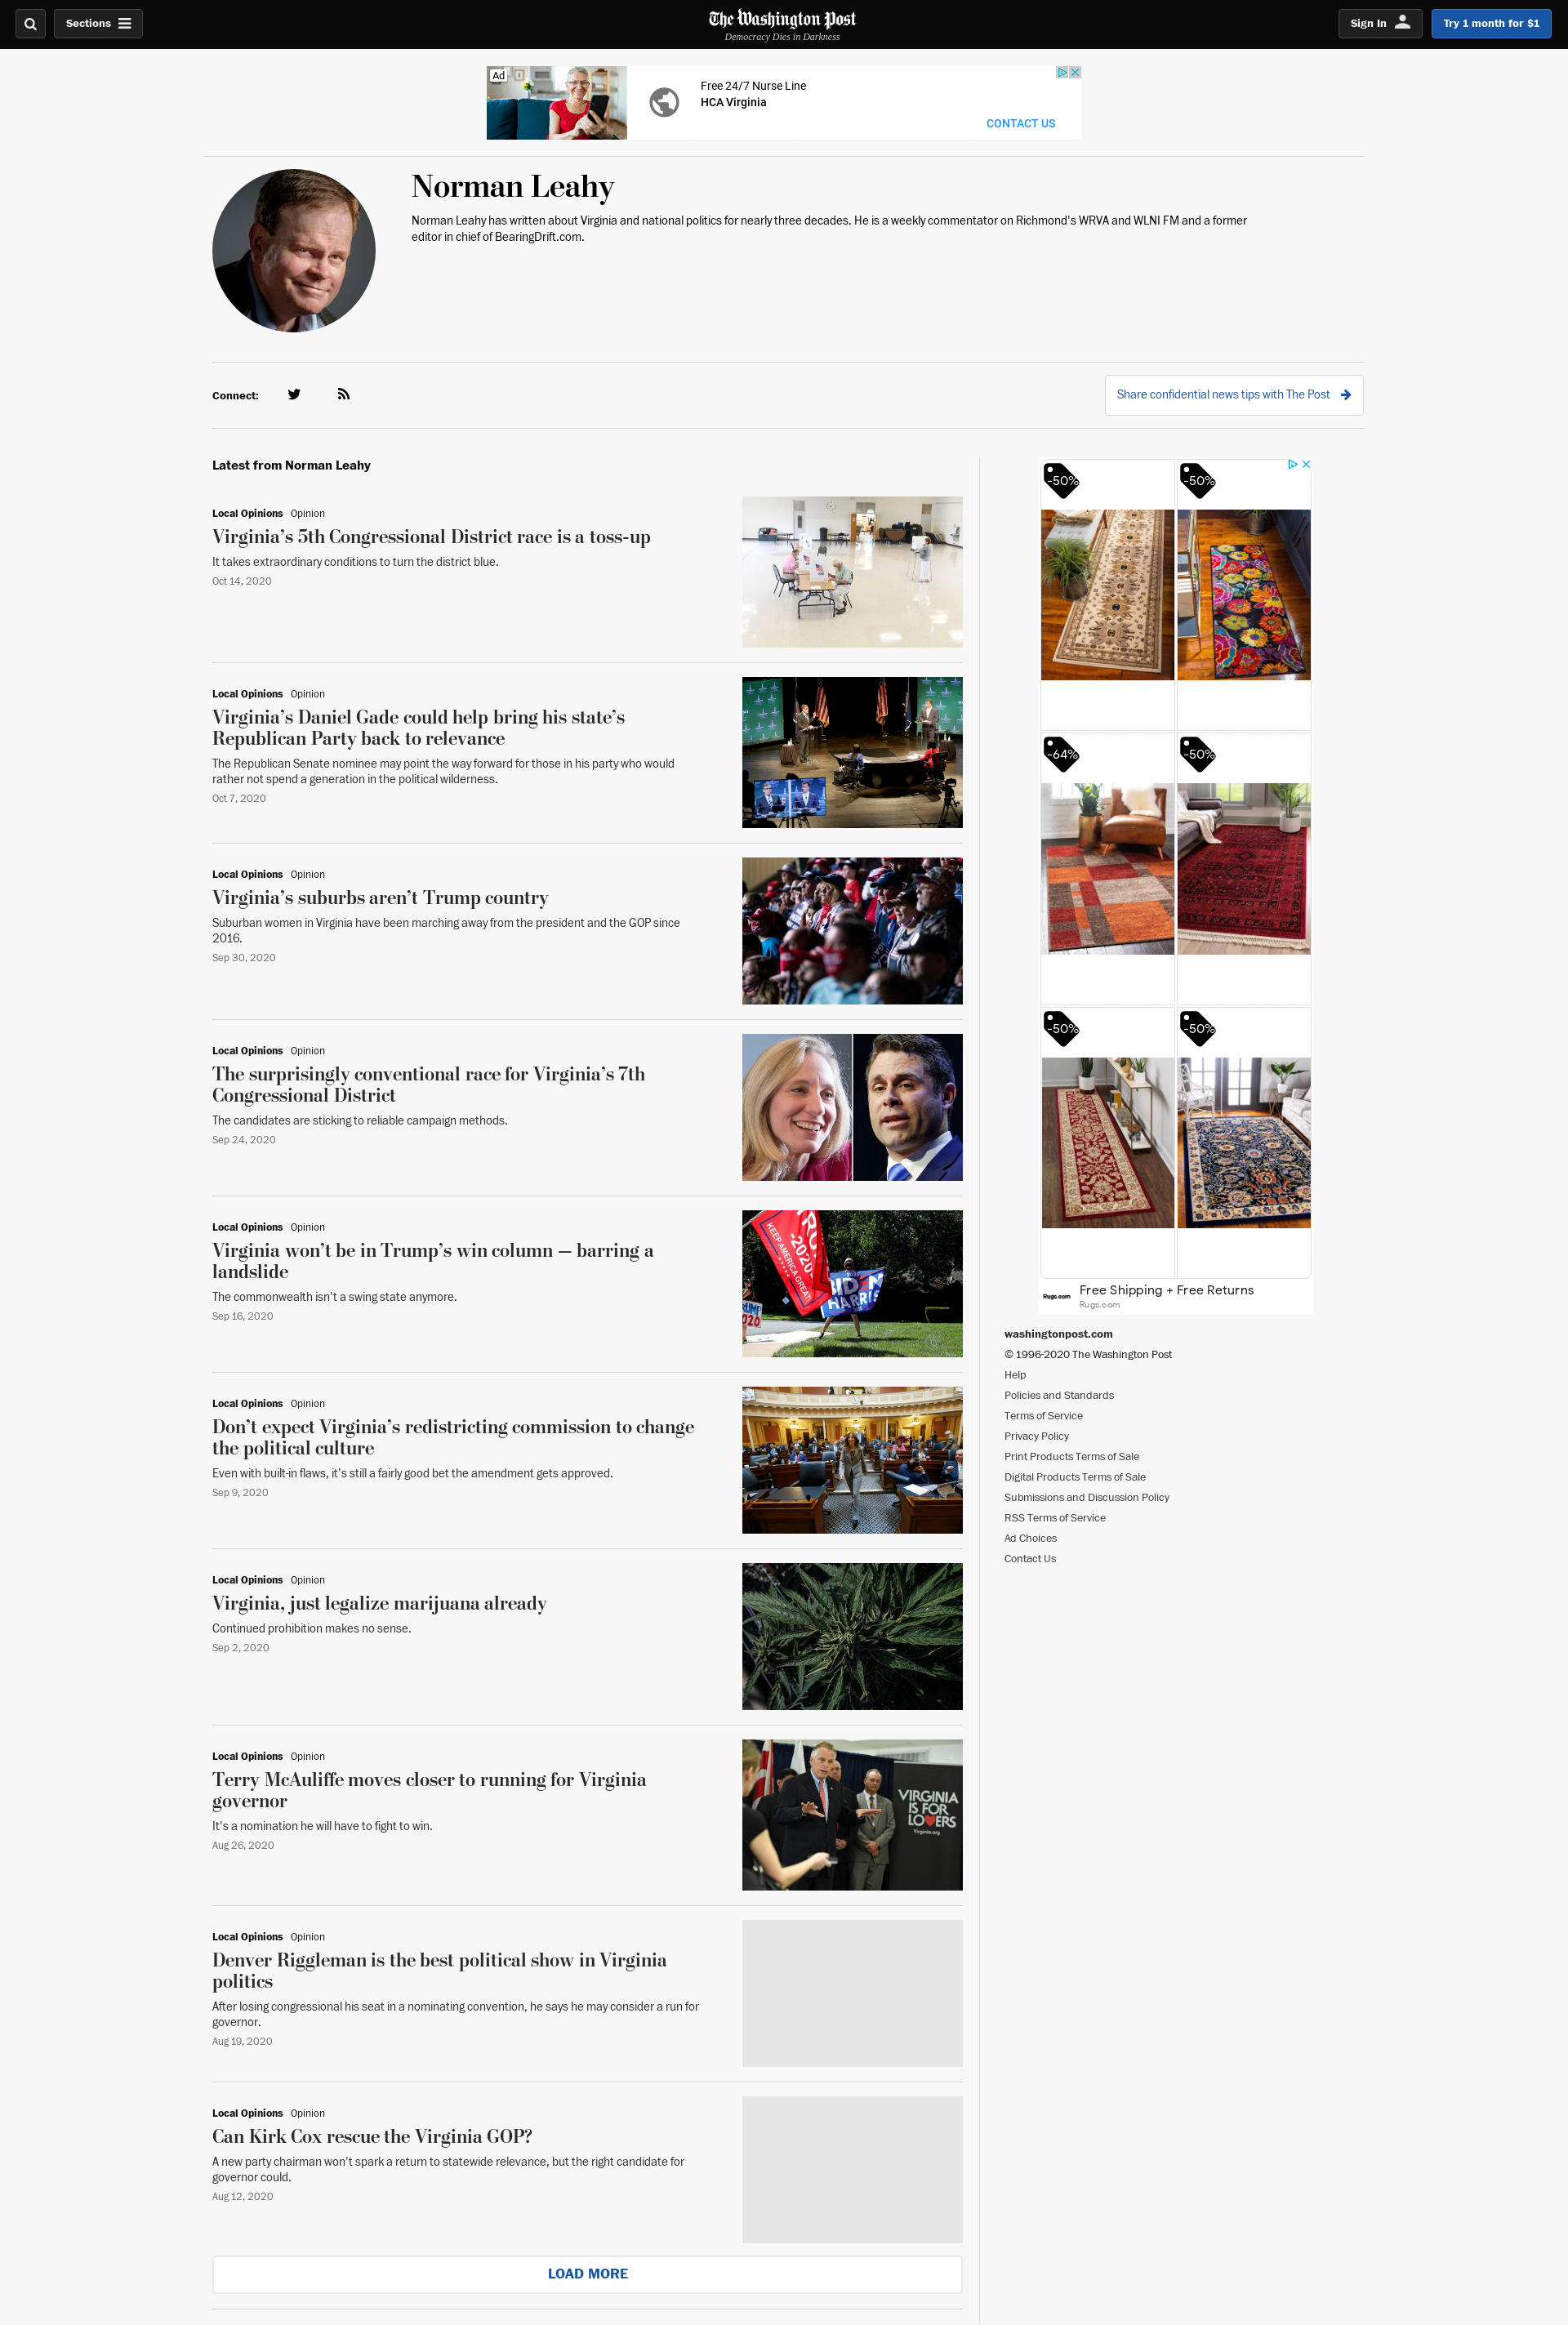 Sections
The Washington Post
Democracy Dies in Darkness
Sign In
Try 1 month for $1
Ad
Free 24/7 Nurse Line
HCA Virginia
CONTACT US
Norman Leahy
Norman Leahy has written about Virginia and national politics for nearly three decades. He is a weekly commentator on Richmond's WRVA and WLNI FM and a former
editor in chief of BearingDrift.com.
Connect:
Share confidential news tips with The Post
Latest from Norman Leahy
Local Opinions Opinion
Virginia’s 5th Congressional District race is a toss-up
It takes extraordinary conditions to turn the district blue.
Oct 14, 2020
Local Opinions Opinion
Virginia’s Daniel Gade could help bring his state’s
Republican Party back to relevance
The Republican Senate nominee may point the way forward for those in his party who would
rather not spend a generation in the political wilderness.
Oct 7, 2020
Local Opinions Opinion
Virginia’s suburbs aren’t Trump country
Suburban women in Virginia have been marching away from the president and the GOP since
2016.
Sep 30, 2020
Local Opinions Opinion
The surprisingly conventional race for Virginia’s 7th
Congressional District
The candidates are sticking to reliable campaign methods.
Sep 24, 2020
Local Opinions Opinion
Virginia won’t be in Trump’s win column — barring a
landslide
The commonwealth isn't a swing state anymore.
Sep 16, 2020
-2020-
KEEP AMERICA GREAT!
BIDEN
HARRIS
TRUMP
2020
Local Opinions Opinion
Don’t expect Virginia’s redistricting commission to change
the political culture
Even with built-in flaws, it’s still a fairly good bet the amendment gets approved.
Sep 9, 2020
Local Opinions Opinion
Virginia, just legalize marijuana already
Continued prohibition makes no sense.
Sep 2, 2020
Local Opinions Opinion
Terry McAuliffe moves closer to running for Virginia
governor
It's a nomination he will have to fight to win.
Aug 26, 2020
VIRGINIA
IS FOR
LOVERS
Virginia.org
Local Opinions Opinion
Denver Riggleman is the best political show in Virginia
politics
After losing congressional his seat in a nominating convention, he says he may consider a run for
governor.
Aug 19, 2020
Local Opinions Opinion
Can Kirk Cox rescue the Virginia GOP?
A new party chairman won't spark a return to statewide relevance, but the right candidate for
governor could.
Aug 12, 2020
LOAD MORE
-50%
-50%
-64%
-50%
-50%
-50%
Rugs.com
Free Shipping + Free Returns
Rugs.com
washingtonpost.com
© 1996-2020 The Washington Post
Help
Policies and Standards
Terms of Service
Privacy Policy
Print Products Terms of Sale
Digital Products Terms of Sale
Submissions and Discussion Policy
RSS Terms of Service
Ad Choices
Contact Us